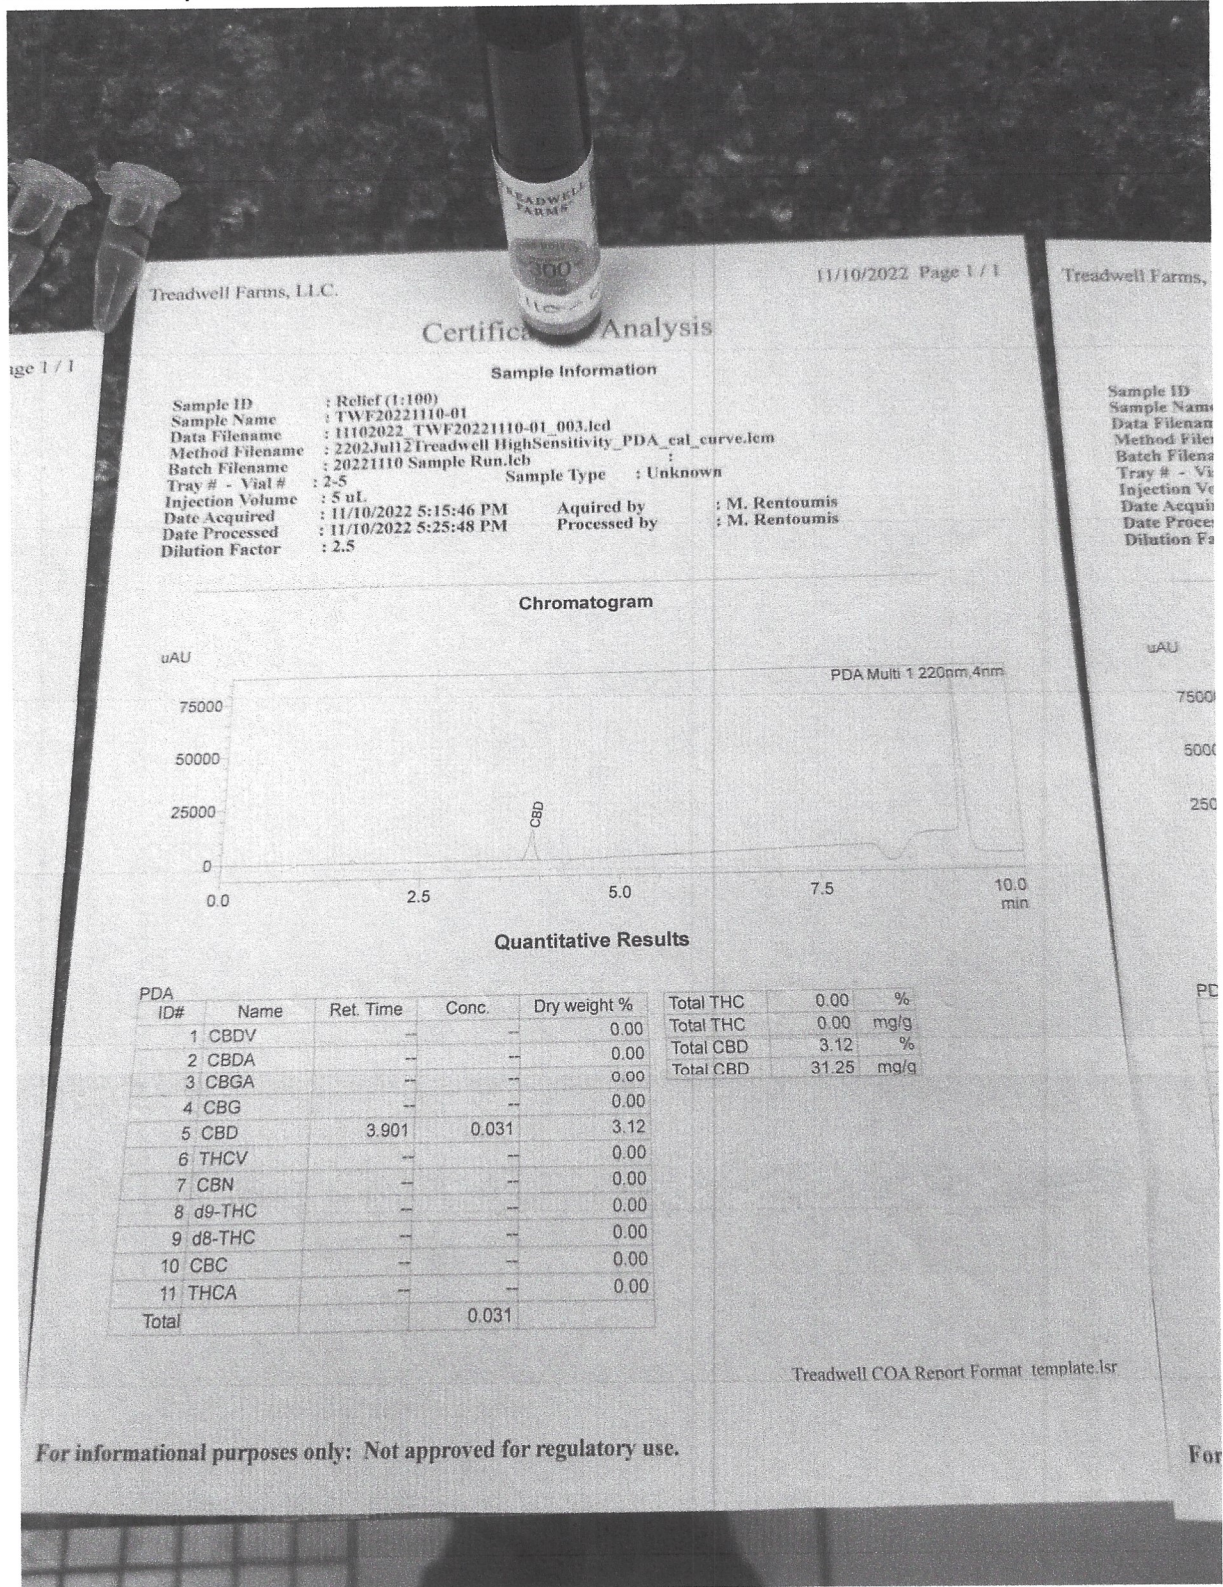 TREADWELL
FARMS
300
Treadwell Farms, LLC.
11/10/2022 Page 1 / 1
Analysis
Sample Information
Sample ID : Relief (1:100)
Sample Name : TWF20221110-01
Data Filename : 11102022_TWF20221110-01_003.lcd
Method Filename : 2202Jul12Treadwell HighSensitivity_PDA_cal_curve.lcm
Batch Filename : 20221110 Sample Run.lcb :
Tray # - Vial # : 2-5 Sample Type : Unknown
Injection Volume : 5 uL
Date Acquired : 11/10/2022 5:15:46 PM Aquired by : M. Rentoumis
Date Processed : 11/10/2022 5:25:48 PM Processed by : M. Rentoumis
Dilution Factor : 2.5
Chromatogram
uAU
PDA Multi 1 220nm,4nm
75000
50000
25000
CBD
0
0.0 2.5 5.0 7.5 10.0
min
Quantitative Results
PDA
ID# Name Ret. Time Conc. Dry weight %
1 CBDV -- -- 0.00
2 CBDA -- -- 0.00
3 CBGA -- -- 0.00
4 CBG -- -- 0.00
5 CBD 3.901 0.031 3.12
6 THCV -- -- 0.00
7 CBN -- -- 0.00
8 d9-THC -- -- 0.00
9 d8-THC -- -- 0.00
10 CBC -- -- 0.00
11 THCA -- -- 0.00
Total 0.031
Total THC 0.00 %
Total THC 0.00 mg/g
Total CBD 3.12 %
Total CBD 31.25 mg/g
Treadwell COA Report Format template.lsr
For informational purposes only: Not approved for regulatory use.
1 / 1
Treadwell Farms,
Sample ID
uAU
For